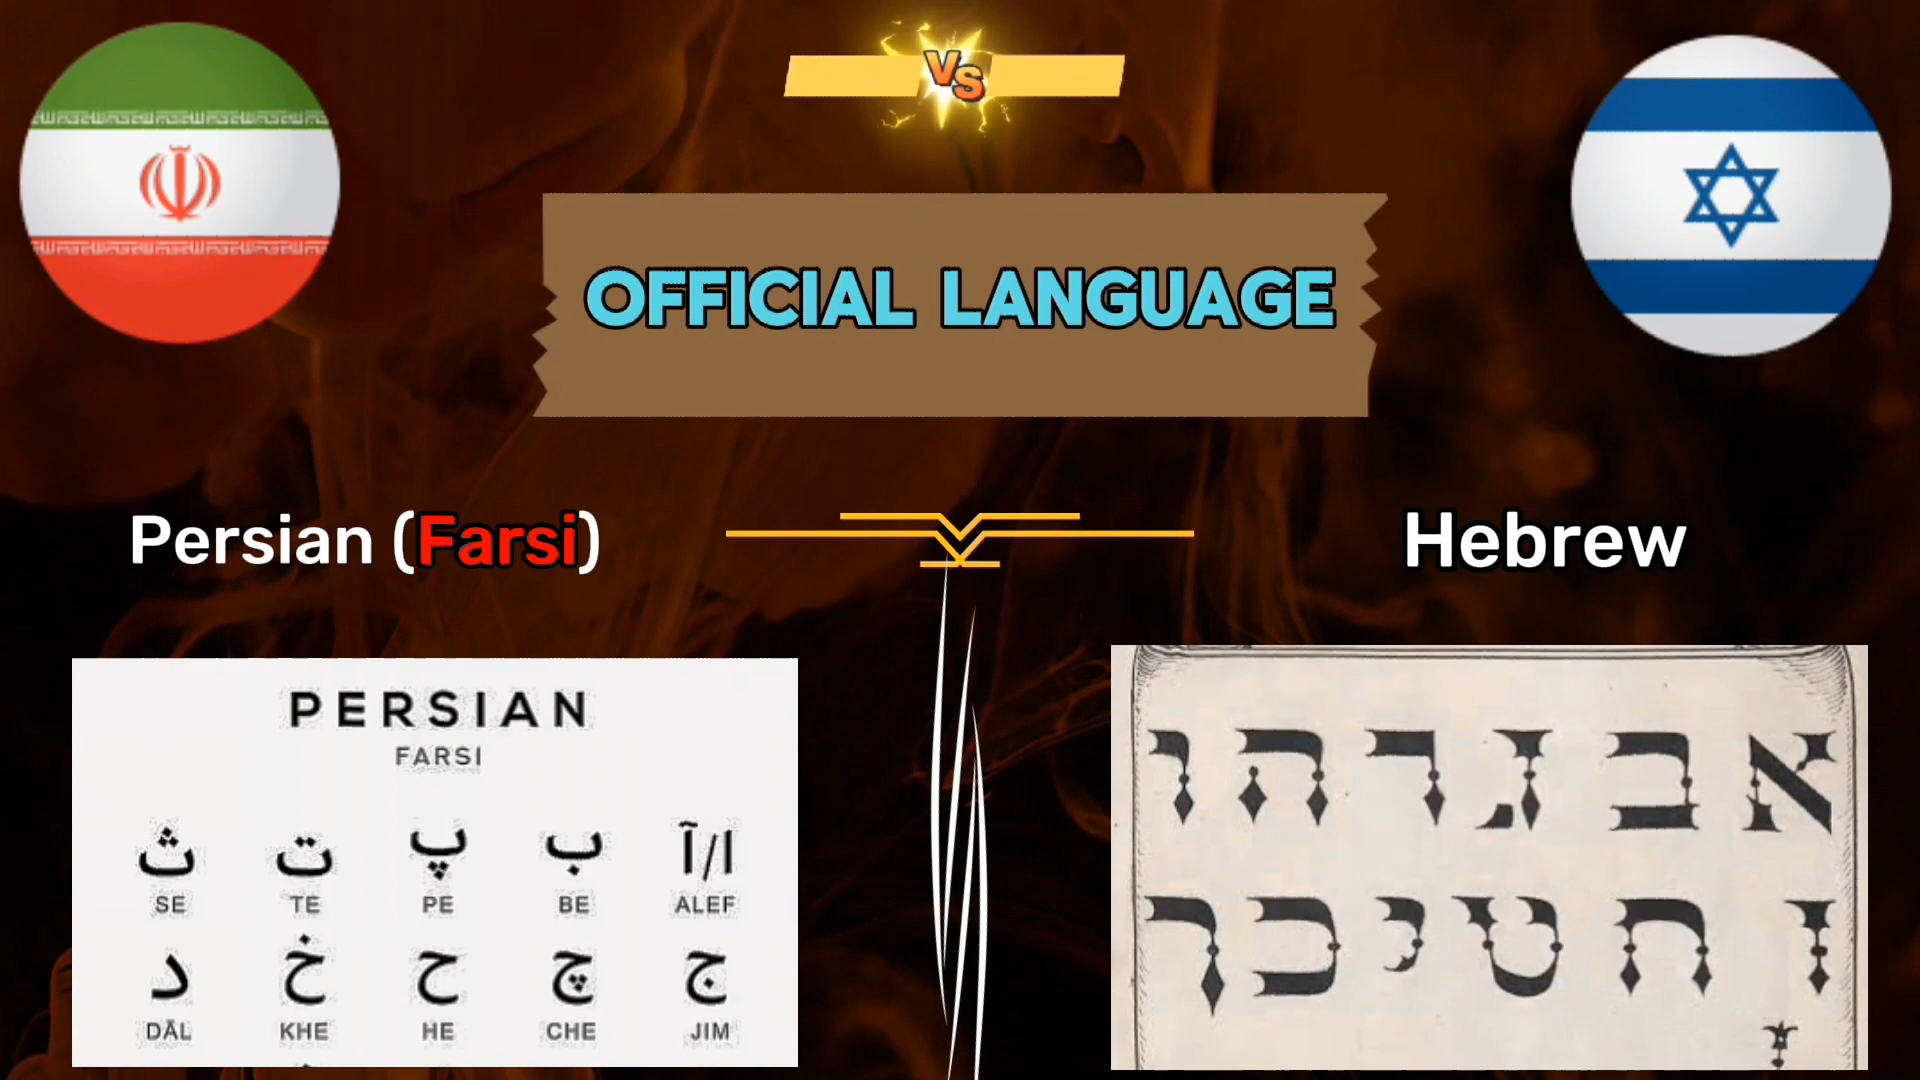 VS
OFFICIAL LANGUAGE
Persian (Farsi)
Hebrew
PERSIAN
FARSI
ا/آ ب پ ت ث
SE TE PE BE ALEF
ج چ ح خ د
DĀL KHE HE CHE JIM
א ב ג ד ה ו
ז ח ט י כ ך